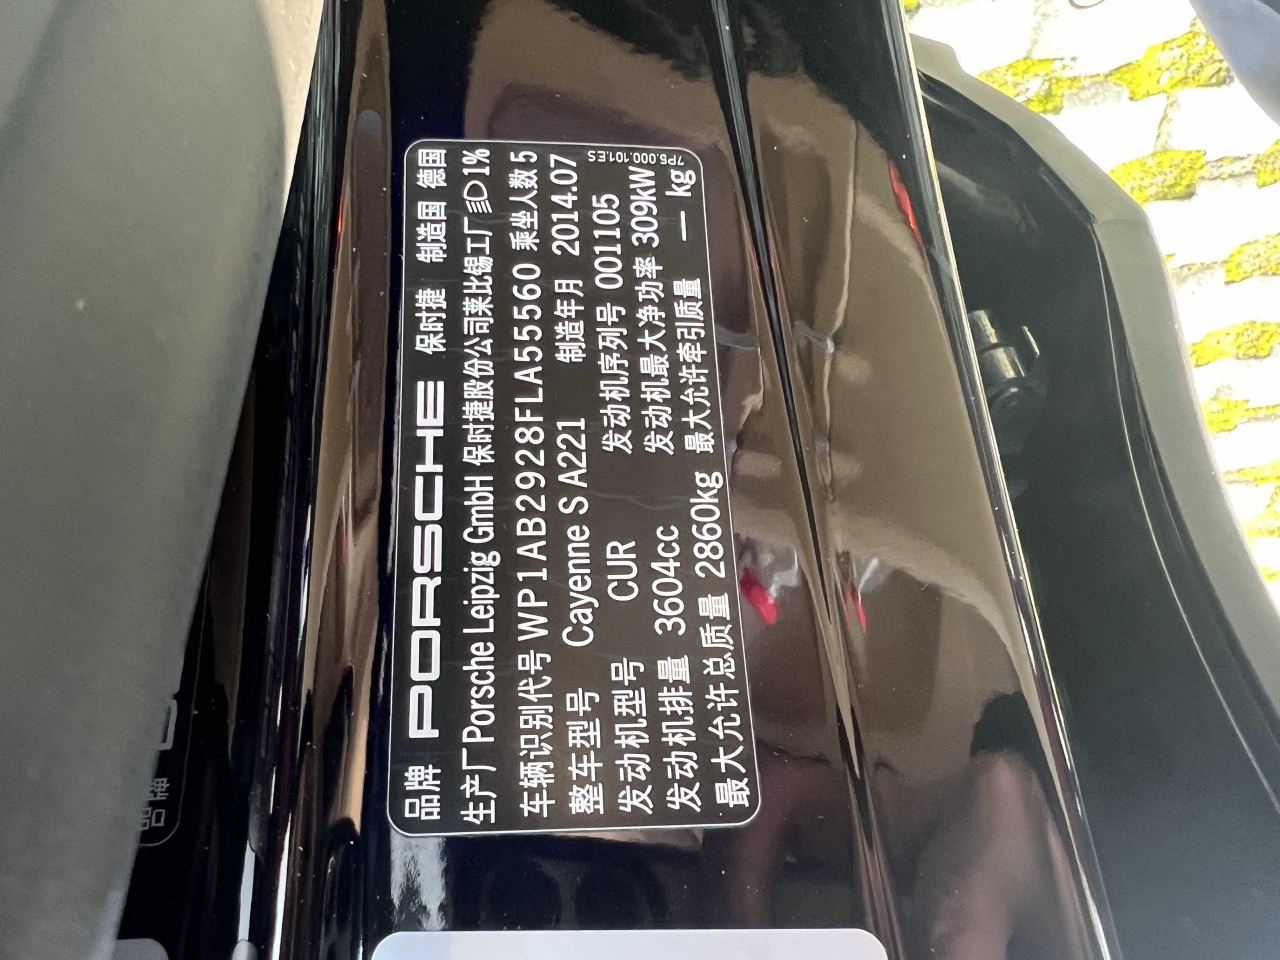 品牌 PORSCHE 保时捷 制造国 德国
生产厂 Porsche Leipzig GmbH 保时捷股份公司莱比锡工厂 1%
车辆识别代号 WP1AB2928FLA55560 乘坐人数 5
整车型号 Cayenne S A221 制造年月 2014.07
发动机型号 CUR 发动机序列号 001105
7P5.000.101.ES
发动机排量 3604cc 发动机最大净功率 309kW
最大允许总质量 2860kg 最大允许牵引质量 — kg
品牌